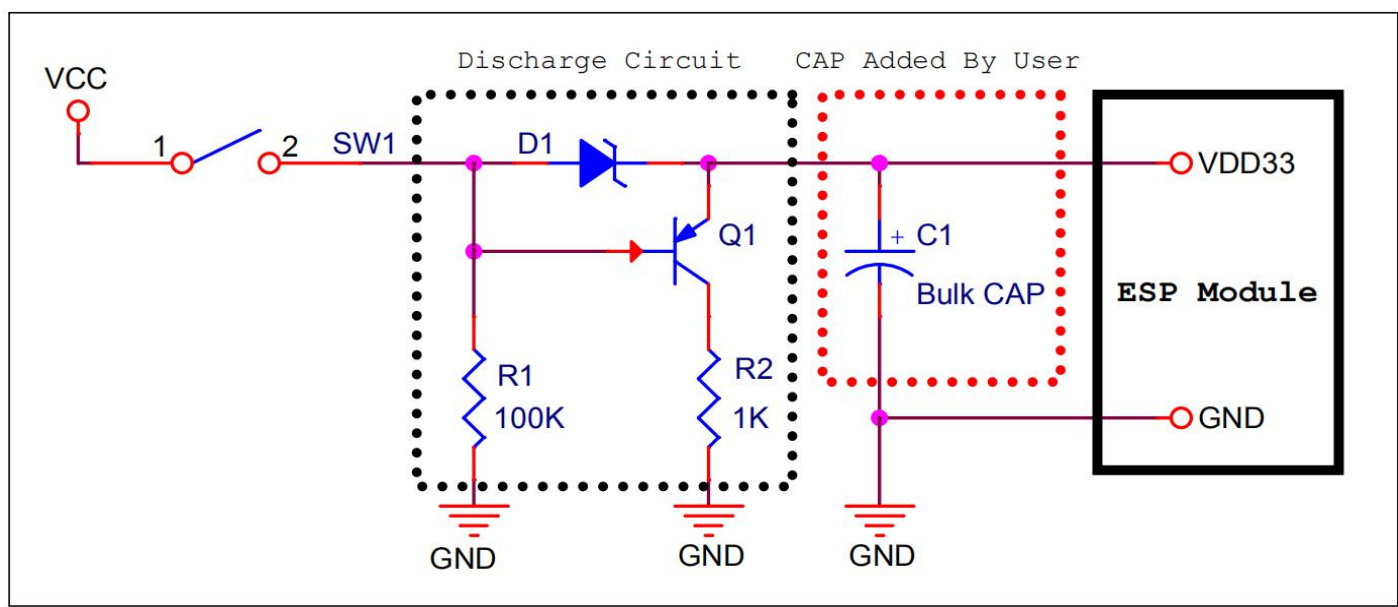 Discharge Circuit
CAP Added By User
VCC
1
2
SW1
D1
VDD33
Q1
+ C1
Bulk CAP
ESP Module
R1
100K
R2
1K
GND
GND
GND
GND